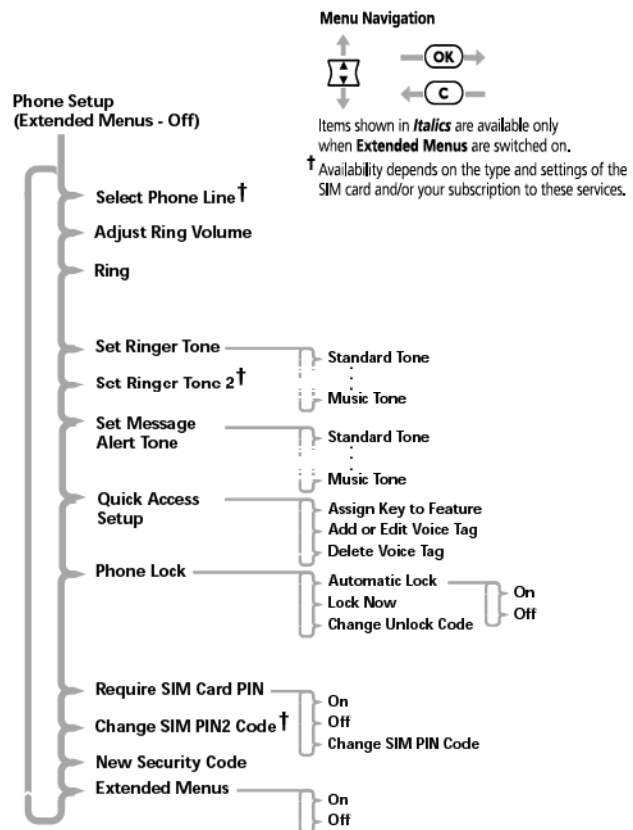 Menu Navigation
OK
C
Phone Setup
(Extended Menus - Off)
Items shown in Italics are available only
when Extended Menus are switched on.
† Availability depends on the type and settings of the
SIM card and/or your subscription to these services.
Select Phone Line†
Adjust Ring Volume
Ring
Set Ringer Tone
Standard Tone
Set Ringer Tone 2†
Music Tone
Set Message
Alert Tone
Standard Tone
Music Tone
Quick Access
Setup
Assign Key to Feature
Add or Edit Voice Tag
Delete Voice Tag
Phone Lock
Automatic Lock
On
Off
Lock Now
Change Unlock Code
Require SIM Card PIN
On
Off
Change SIM PIN Code
Change SIM PIN2 Code†
New Security Code
Extended Menus
On
Off